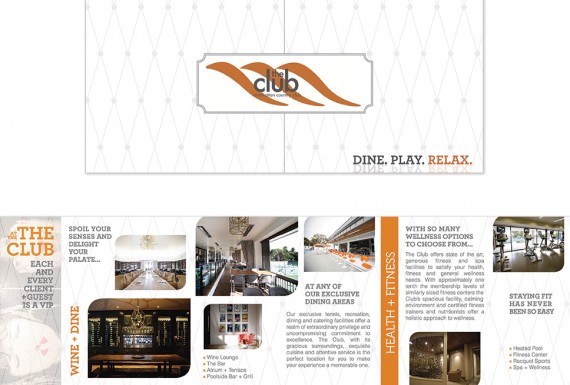 the
club
DINE. PLAY. RELAX.
AT THE
CLUB
EACH
AND
EVERY
CLIENT
+GUEST
IS A VIP
WINE + DINE
SPOIL YOUR
SENSES AND
DELIGHT
YOUR
PALATE...
Wine Lounge
The Bar
Atrium + Terrace
Poolside Bar + Grill
AT ANY OF
OUR EXCLUSIVE
DINING AREAS
Our exclusive tennis, recreation,
dining and catering facilities offer a
realm of extraordinary privilege and
uncompromising commitment to
excellence. The Club, with its
gracious surroundings, exquisite
cuisine and attentive service is the
perfect location for you to make
your experience a memorable one.
HEALTH + FITNESS
WITH SO MANY
WELLNESS OPTIONS
TO CHOOSE FROM...
The Club offers state of the art,
generous fitness and spa
facilities to satisfy your health,
fitness and general wellness
needs. With approximately one
tenth the membership levels of
similarly sized fitness centers the
Club's spacious facility, calming
environment and certified fitness
trainers and nutritionists offer a
holistic approach to wellness.
STAYING FIT
HAS NEVER
BEEN SO EASY
Heated Pool
Fitness Center
Racquet Sports
Spa + Wellness